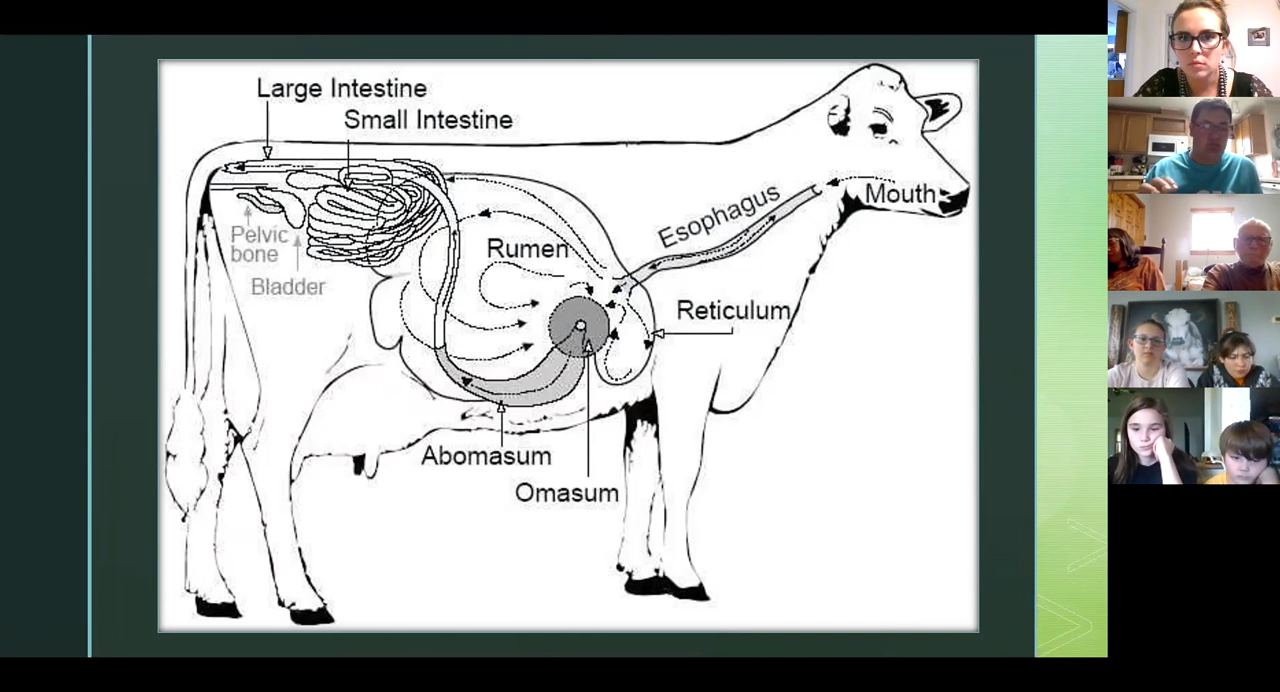 Large Intestine
Small Intestine
Mouth
Esophagus
Pelvic
bone
Rumen
Bladder
Reticulum
Abomasum
Omasum